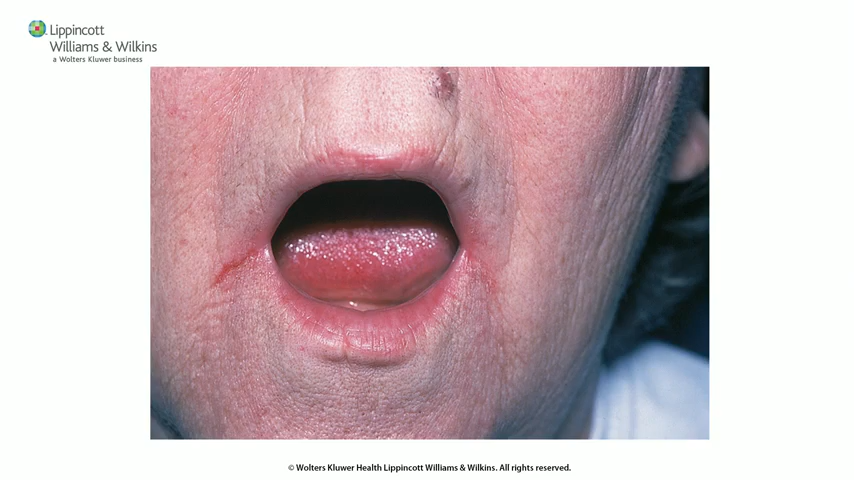 Lippincott
Williams & Wilkins
a Wolters Kluwer business
© Wolters Kluwer Health Lippincott Williams & Wilkins. All rights reserved.